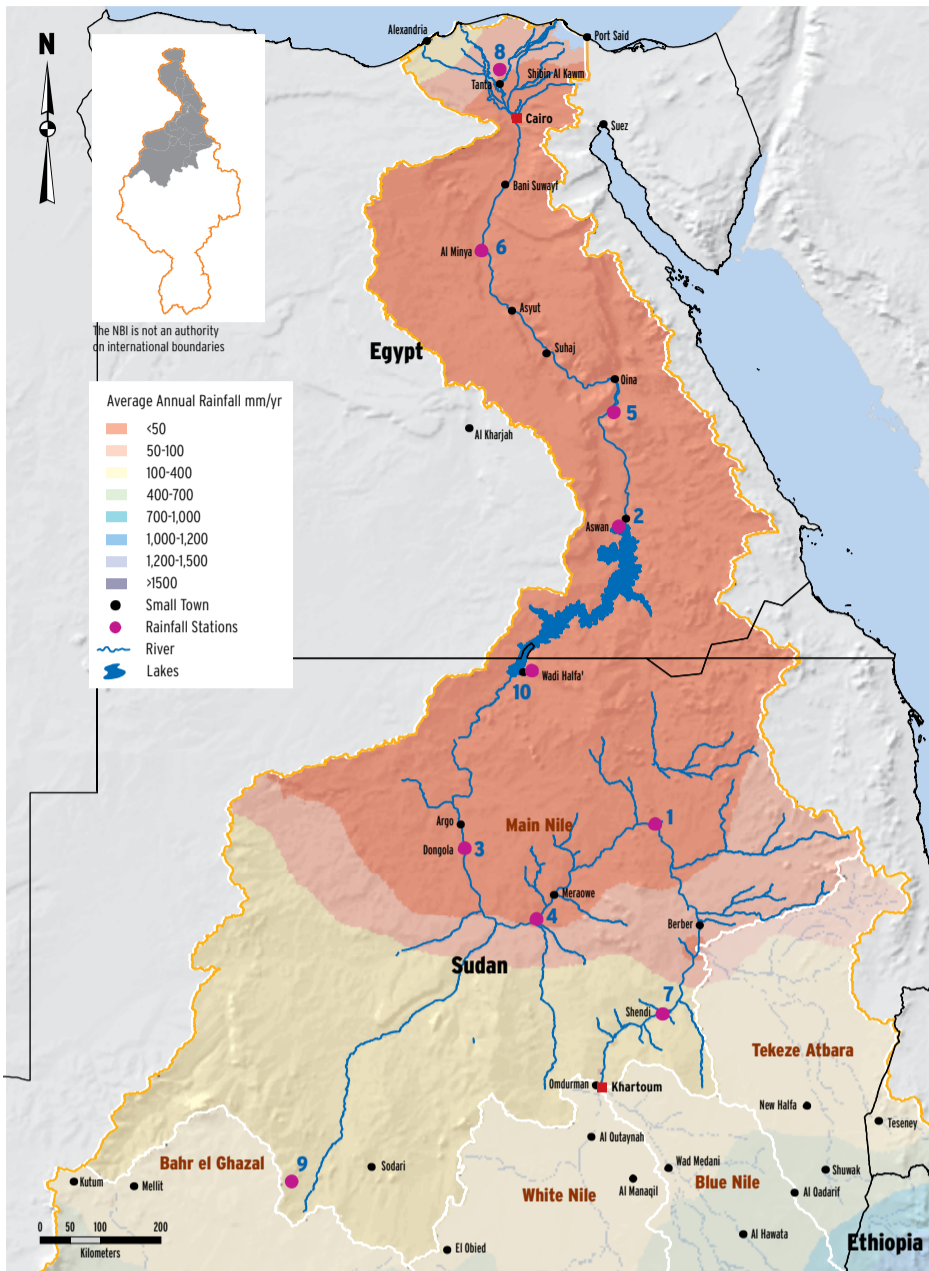 N
Alexandria
Port Said
8
Tanta
Shibin Al Kawm
Cairo
Suez
Bani Suwayf
Al Minya
6
The NBI is not an authority
on international boundaries
Asyut
Egypt
Suhaj
Qina
5
Al Kharjah
Average Annual Rainfall mm/yr
<50
50-100
100-400
400-700
700-1,000
1,000-1,200
1,200-1,500
>1500
Small Town
Rainfall Stations
River
Lakes
2
Aswan
Wadi Halfa'
10
Argo
Main Nile
1
Dongola
3
Meraowe
4
Berber
Sudan
7
Shendi
Tekeze Atbara
Omdurman
Khartoum
New Halfa
Teseney
Al Qutaynah
Bahr el Ghazal
9
Sodari
Wad Medani
Shuwak
Kutum
Mellit
White Nile
Al Manaqil
Blue Nile
Al Qadarif
0 50 100 200
Kilometers
El Obied
Al Hawata
Ethiopia